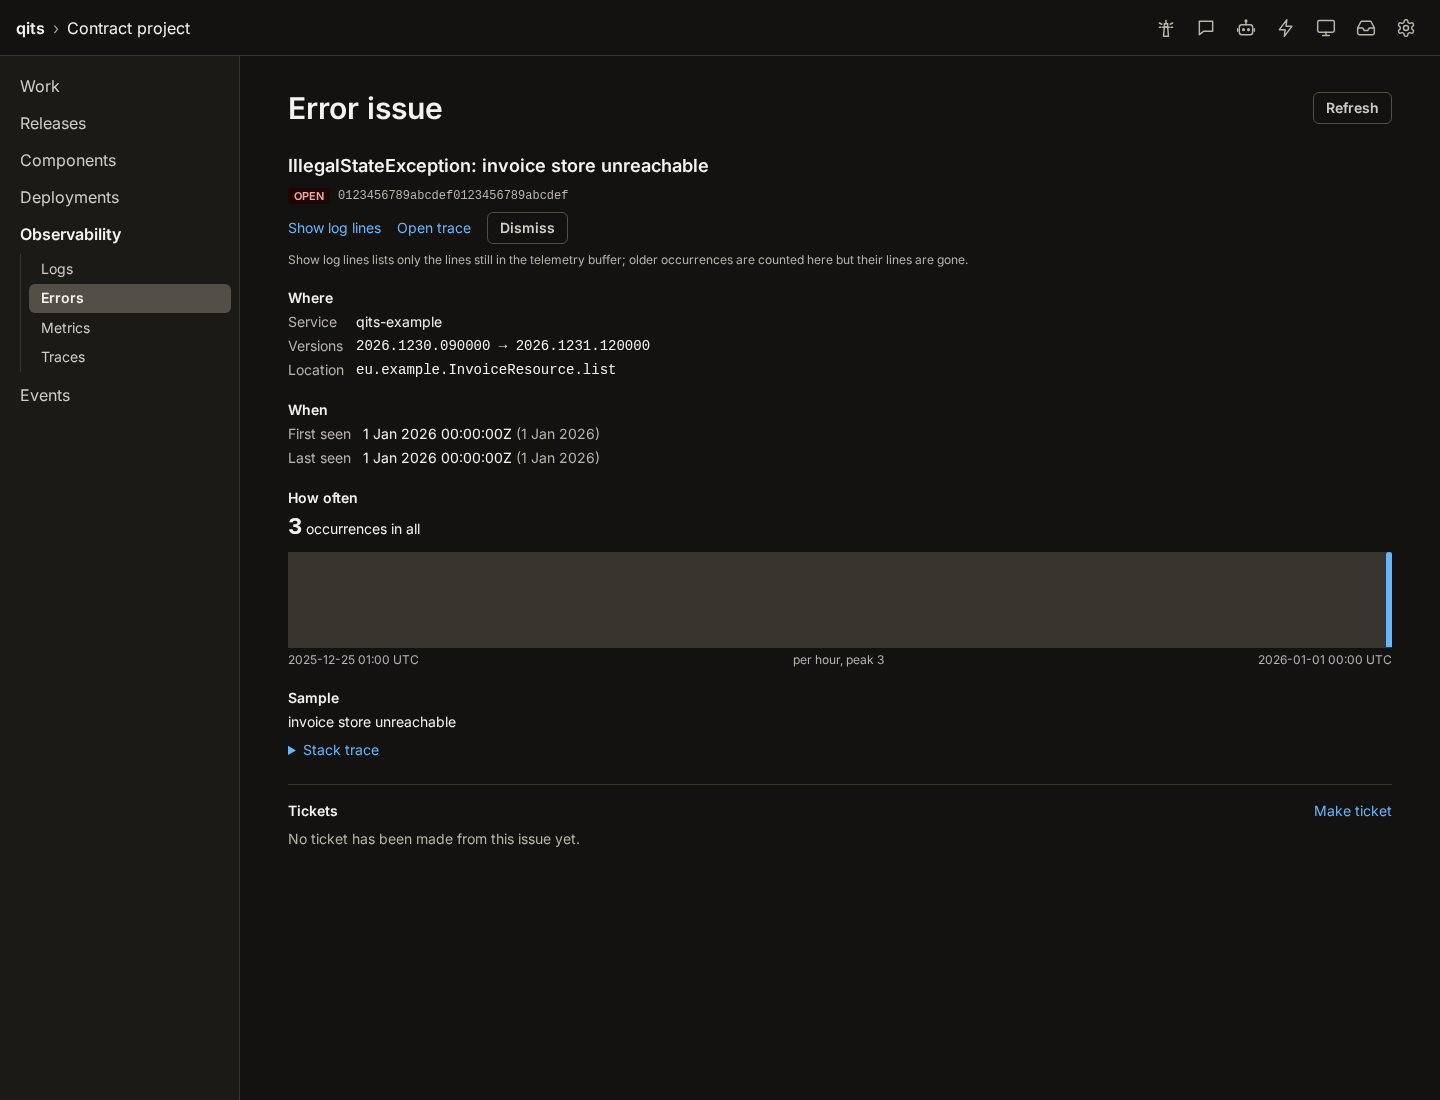 qits › Contract project
Work
Releases
Components
Deployments
Observability
Logs
Errors
Metrics
Traces
Events
Error issue
Refresh
IllegalStateException: invoice store unreachable
OPEN 0123456789abcdef0123456789abcdef
Show log lines Open trace Dismiss
Show log lines lists only the lines still in the telemetry buffer; older occurrences are counted here but their lines are gone.
Where
Service qits-example
Versions 2026.1230.090000 → 2026.1231.120000
Location eu.example.InvoiceResource.list
When
First seen 1 Jan 2026 00:00:00Z (1 Jan 2026)
Last seen 1 Jan 2026 00:00:00Z (1 Jan 2026)
How often
3 occurrences in all
2025-12-25 01:00 UTC per hour, peak 3 2026-01-01 00:00 UTC
Sample
invoice store unreachable
Stack trace
Tickets Make ticket
No ticket has been made from this issue yet.